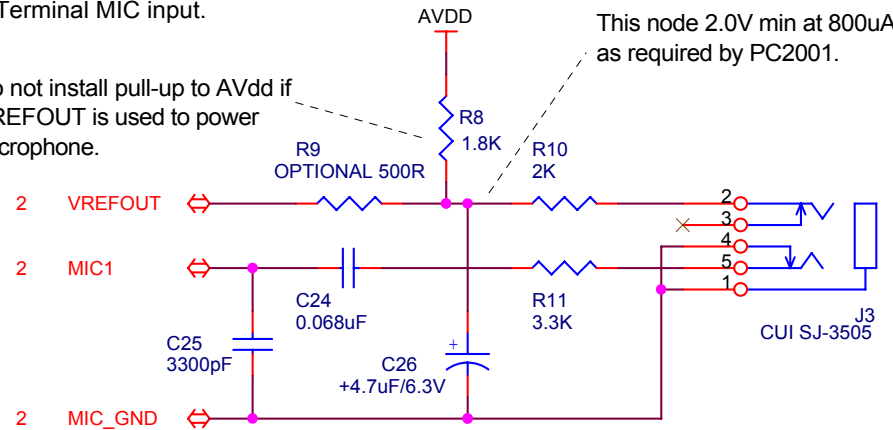 Terminal MIC input.
AVDD
This node 2.0V min at 800uA
as required by PC2001.
not install pull-up to AVdd if
is used to power
R8
1.8K
R9
OPTIONAL 500R
R10
2K
2 VREFOUT
2
3
4
5
1
2 MIC1
C24
0.068uF
R11
3.3K
J3
CUI SJ-3505
C25
3300pF
C26
+
+4.7uF/6.3V
2 MIC_GND